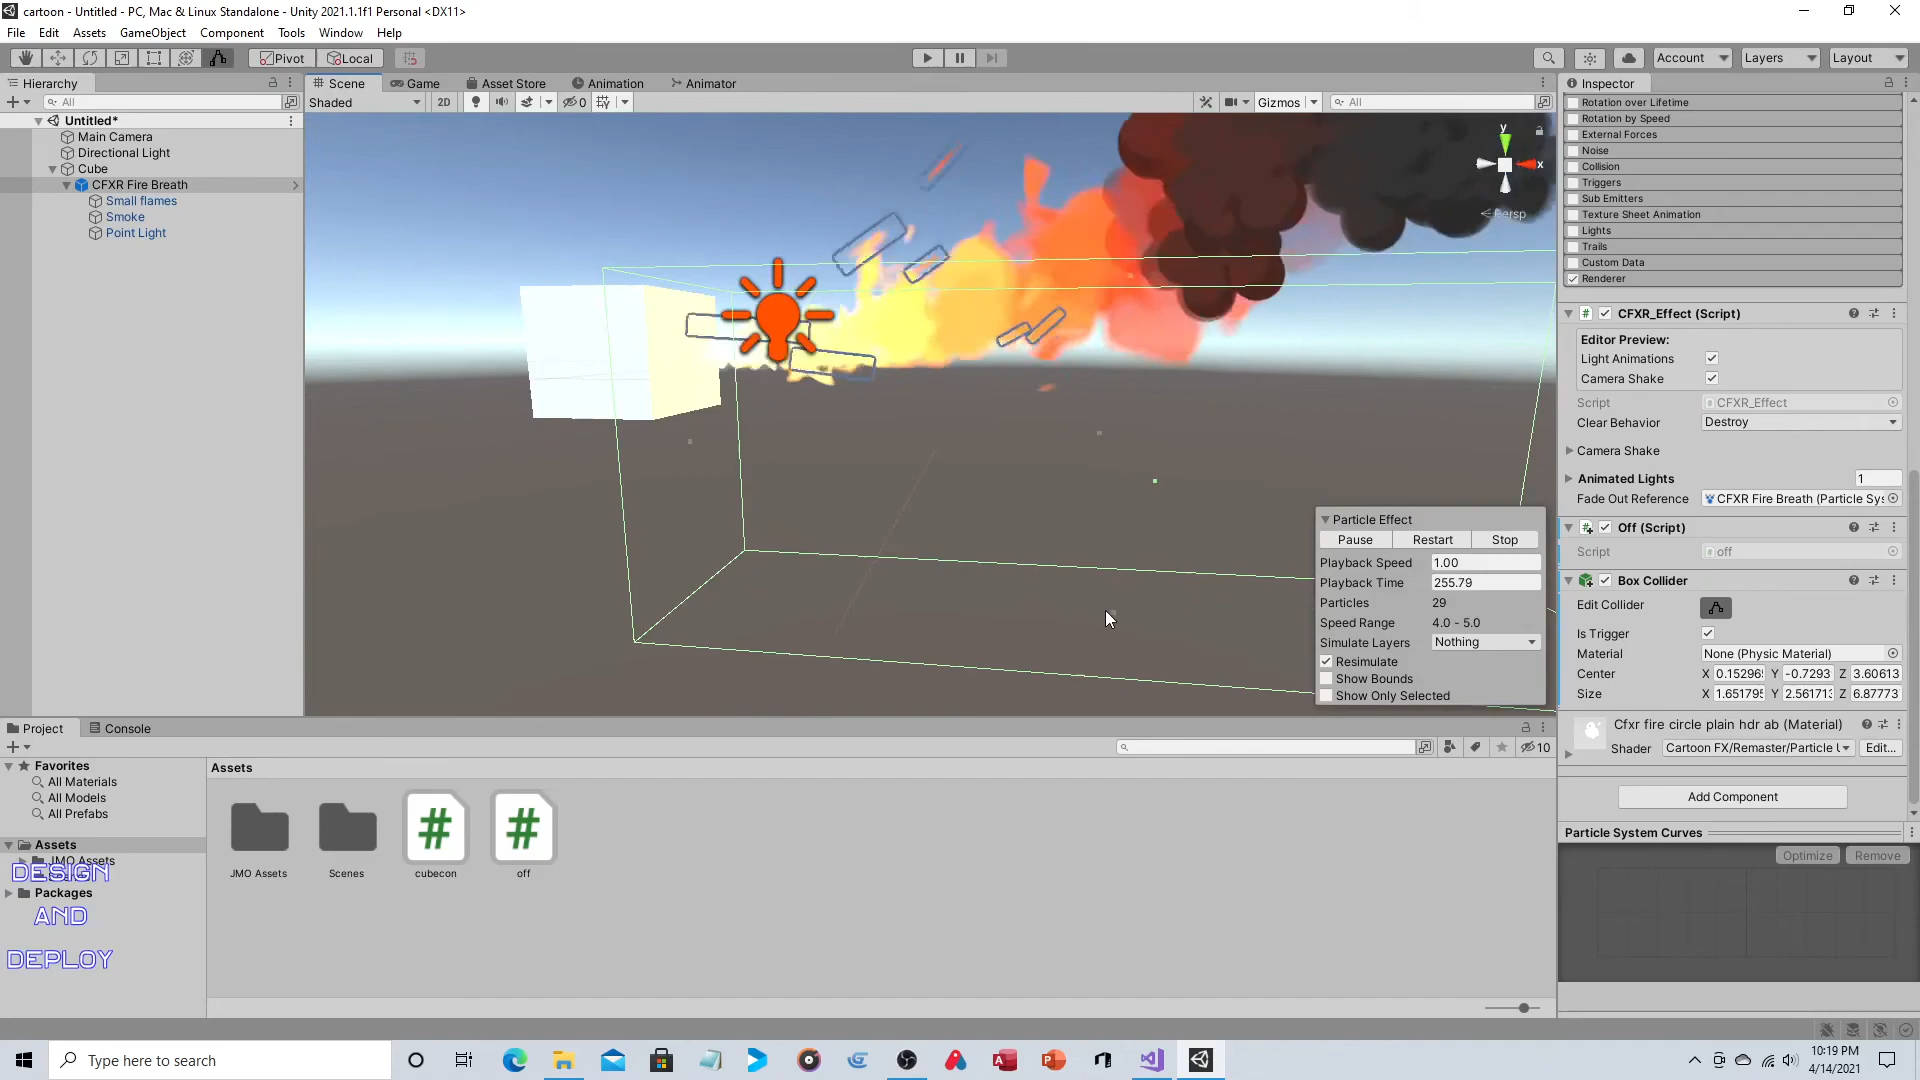 cartoon - Untitled - PC, Mac & Linux Standalone - Unity 2021.1.1f1 Personal <DX11>
File Edit Assets GameObject Component Tools Window Help
Pivot Local Account Layers Layout
Hierarchy
All
Untitled*
Main Camera
Directional Light
Cube
CFXR Fire Breath
Small flames
Smoke
Point Light
Scene Game Asset Store Animation Animator
Shaded 2D 0 Gizmos All
y
x
Persp
Particle Effect
Pause Restart Stop
Playback Speed 1.00
Playback Time 255.79
Particles 29
Speed Range 4.0 - 5.0
Simulate Layers Nothing
Resimulate
Show Bounds
Show Only Selected
Inspector
Rotation over Lifetime
Rotation by Speed
External Forces
Noise
Collision
Triggers
Sub Emitters
Texture Sheet Animation
Lights
Trails
Custom Data
Renderer
CFXR_Effect (Script)
Editor Preview:
Light Animations
Camera Shake
Script CFXR_Effect
Clear Behavior Destroy
Camera Shake
Animated Lights 1
Fade Out Reference CFXR Fire Breath (Particle Sys
Off (Script)
Script off
Box Collider
Edit Collider
Is Trigger
Material None (Physic Material)
Center X 0.15296 Y -0.7293 Z 3.60613
Size X 1.65179 Y 2.56171 Z 6.87773
Cfxr fire circle plain hdr ab (Material)
Shader Cartoon FX/Remaster/Particle U Edit...
Add Component
Particle System Curves
Optimize Remove
Project Console
10
Favorites
All Materials
All Models
All Prefabs
Assets
JMO Assets
Packages
DESIGN
AND
DEPLOY
Assets
JMO Assets Scenes cubecon off
Type here to search
10:19 PM
4/14/2021